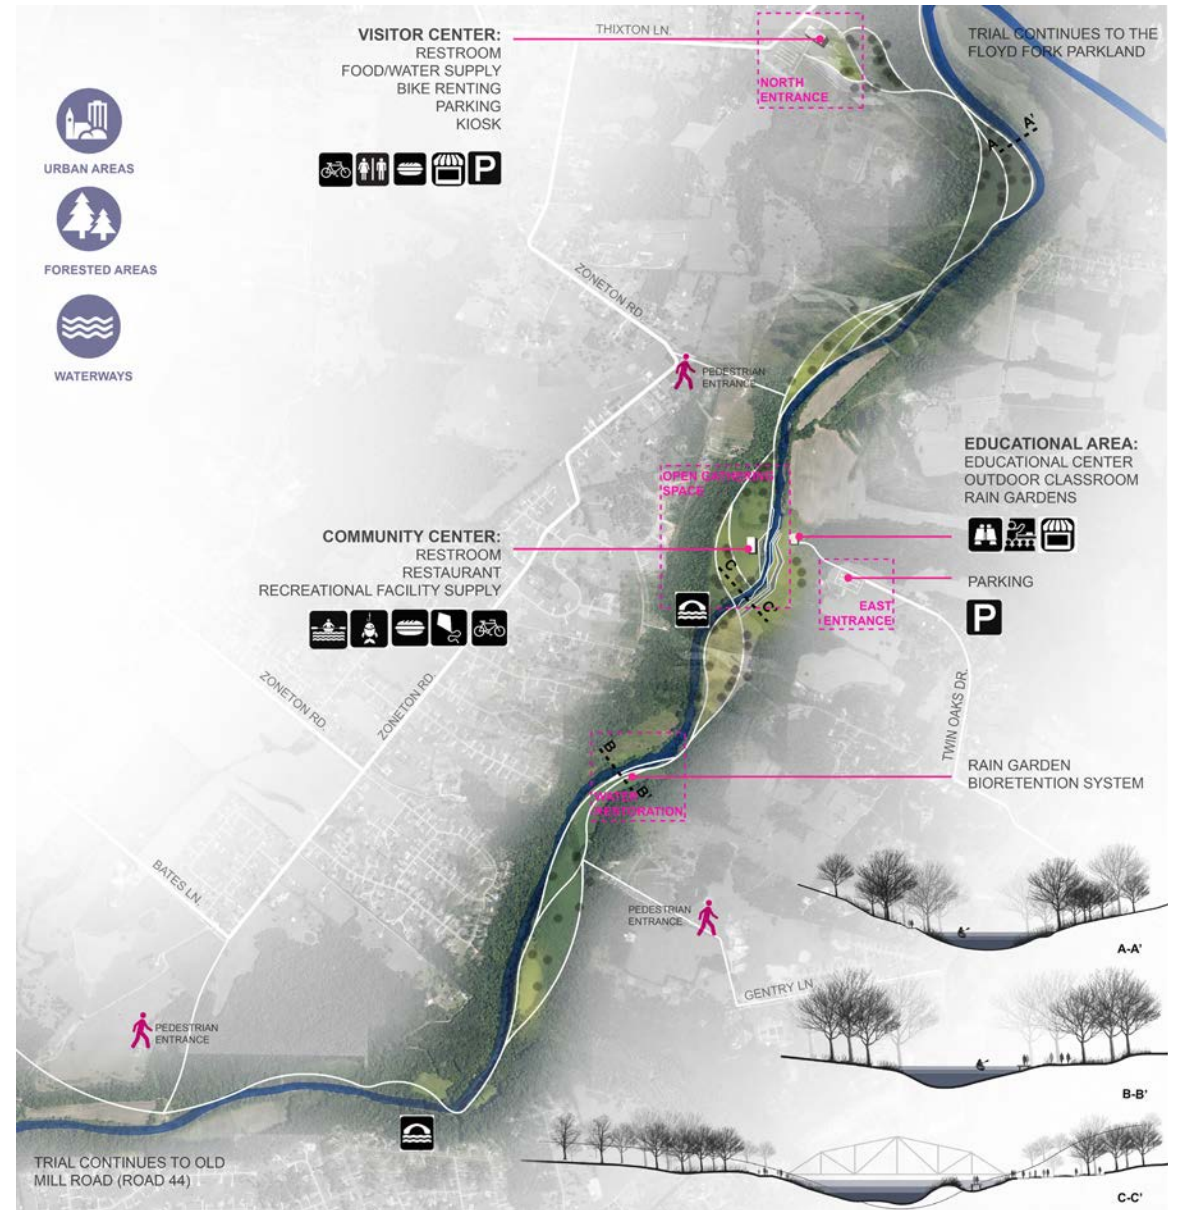 VISITOR CENTER:
RESTROOM
FOOD/WATER SUPPLY
BIKE RENTING
PARKING
KIOSK
P
THIXTON LN.
NORTH
ENTRANCE
TRIAL CONTINUES TO THE
FLOYD FORK PARKLAND
A
A'
URBAN AREAS
FORESTED AREAS
WATERWAYS
ZONETON RD.
PEDESTRIAN
ENTRANCE
OPEN GATHERING
SPACE
EDUCATIONAL AREA:
EDUCATIONAL CENTER
OUTDOOR CLASSROOM
RAIN GARDENS
COMMUNITY CENTER:
RESTROOM
RESTAURANT
RECREATIONAL FACILITY SUPPLY
C
C'
EAST
ENTRANCE
PARKING
P
ZONETON RD.
ZONETON RD.
TWIN OAKS DR.
B
B'
WATER
RESTORATION
RAIN GARDEN
BIORETENTION SYSTEM
BATES LN.
PEDESTRIAN
ENTRANCE
GENTRY LN
PEDESTRIAN
ENTRANCE
A-A'
B-B'
C-C'
TRIAL CONTINUES TO OLD
MILL ROAD (ROAD 44)